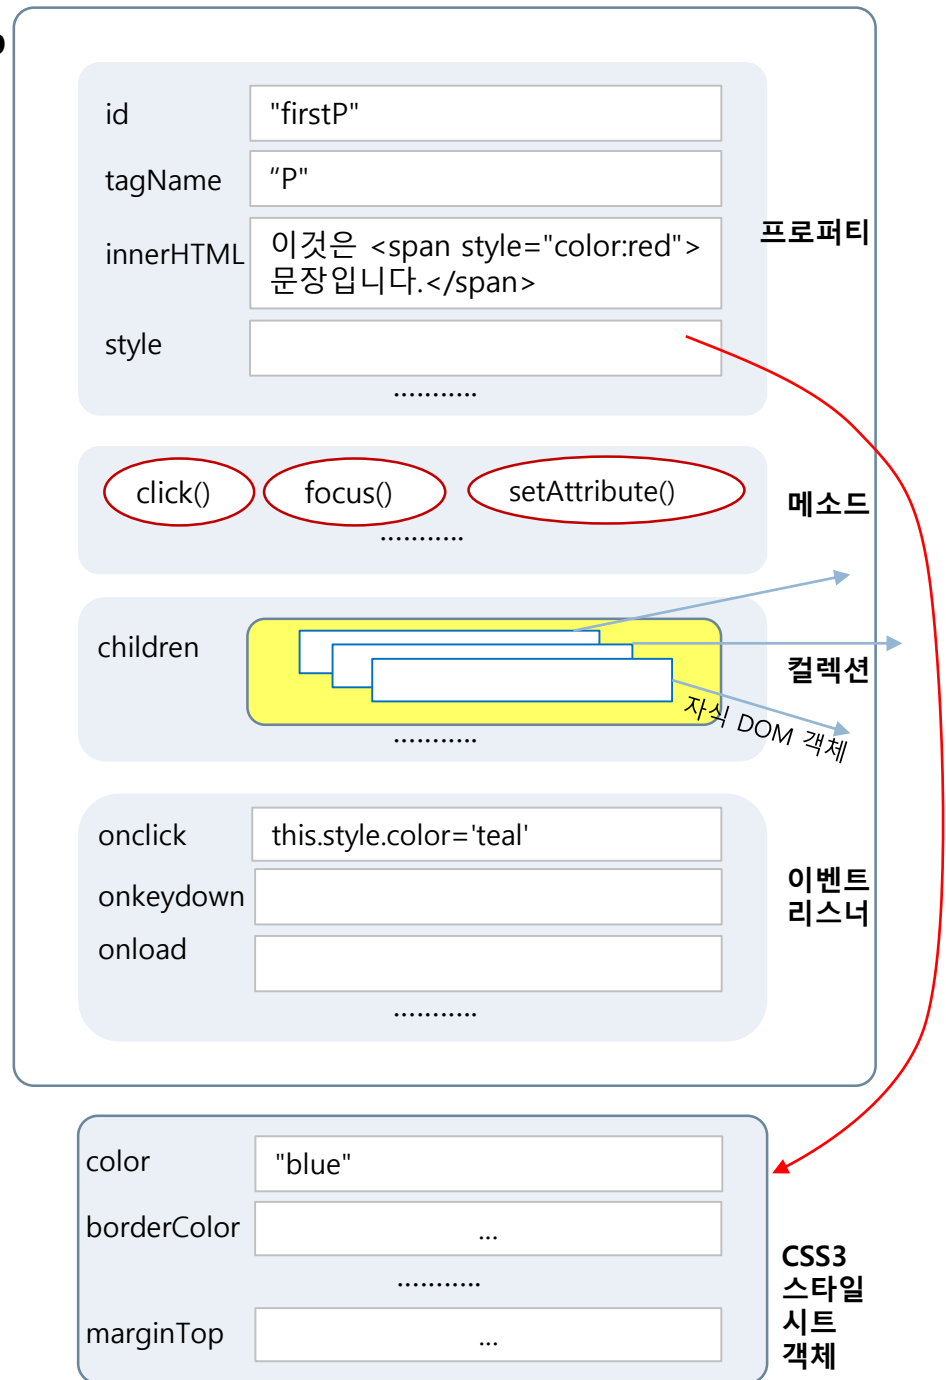 id
"firstP"
tagName
“P"
innerHTML
이것은 <span style="color:red">
문장입니다.</span>
style
...........
프로퍼티
click()
focus()
setAttribute()
...........
메소드
children
자식 DOM 객체
...........
컬렉션
onclick
this.style.color='teal'
onkeydown
onload
...........
이벤트
리스너
color
"blue"
borderColor
...
...........
marginTop
...
CSS3
스타일
시트
객체